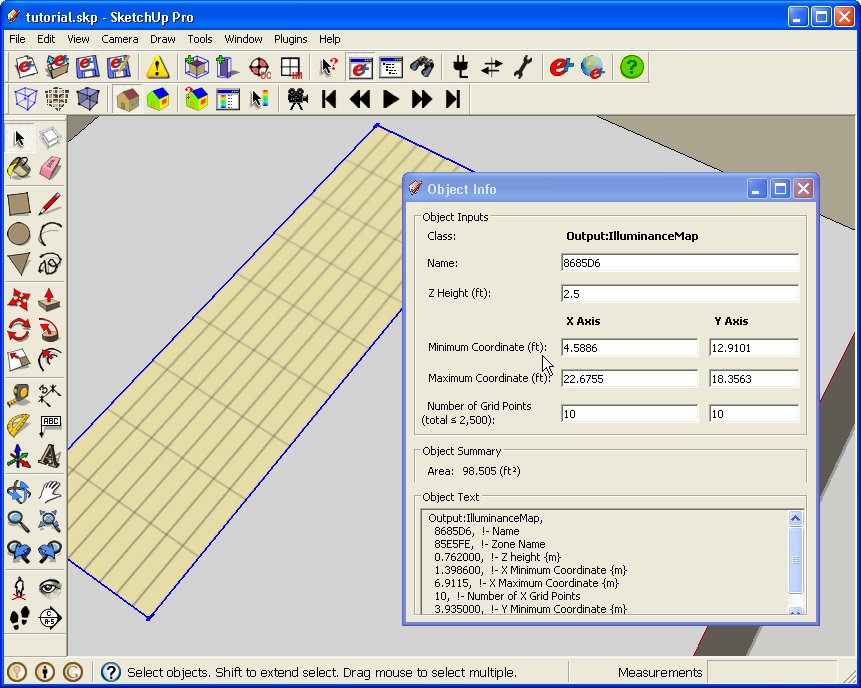 tutorial.skp - SketchUp Pro
File Edit View Camera Draw Tools Window Plugins Help
Object Info
Object Inputs
Class: Output:IlluminanceMap
Name: 8685D6
Z Height (ft): 2.5
X Axis Y Axis
Minimum Coordinate (ft): 4.5886 12.9101
Maximum Coordinate (ft): 22.6755 18.3563
Number of Grid Points
(total ≤ 2,500): 10 10
Object Summary
Area: 98.505 (ft²)
Object Text
Output:IlluminanceMap,
8685D6, !- Name
85E5FE, !- Zone Name
0.762000, !- Z height {m}
1.398600, !- X Minimum Coordinate {m}
6.9115, !- X Maximum Coordinate {m}
10, !- Number of X Grid Points
3.935000, !- Y Minimum Coordinate {m}
ABC
Select objects. Shift to extend select. Drag mouse to select multiple.
Measurements